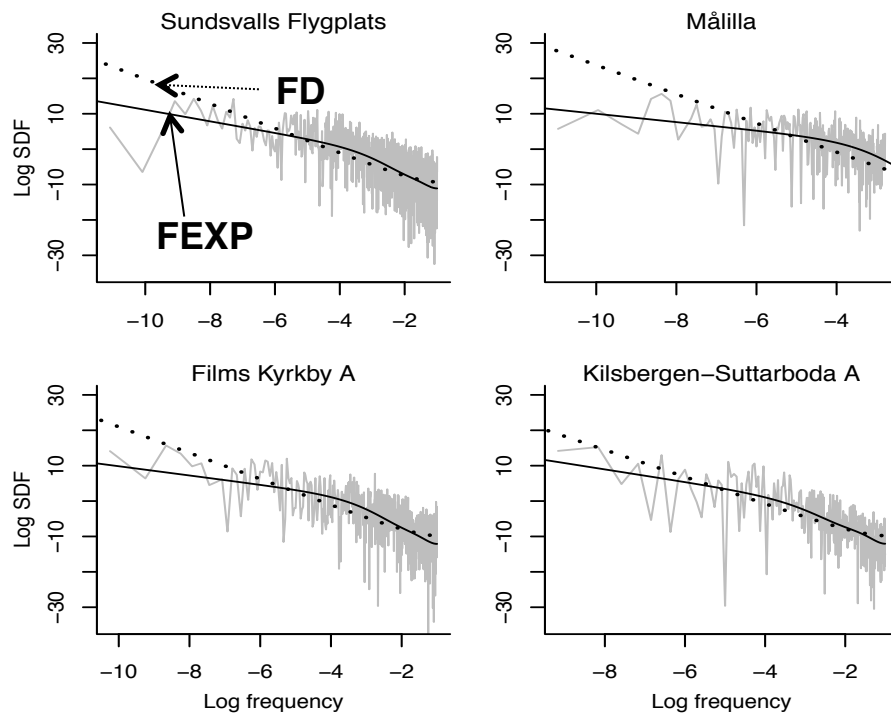 Sundsvalls Flygplats
Målilla
30
10
−10
−30
Log SDF
FD
FEXP
−10 −8 −6 −4 −2
30
10
−10
−30
−10 −8 −6 −4
Films Kyrkby A
Kilsbergen−Suttarboda A
30
10
−10
−30
Log SDF
−10 −8 −6 −4 −2
Log frequency
30
10
−10
−30
−8 −6 −4 −2
Log frequency